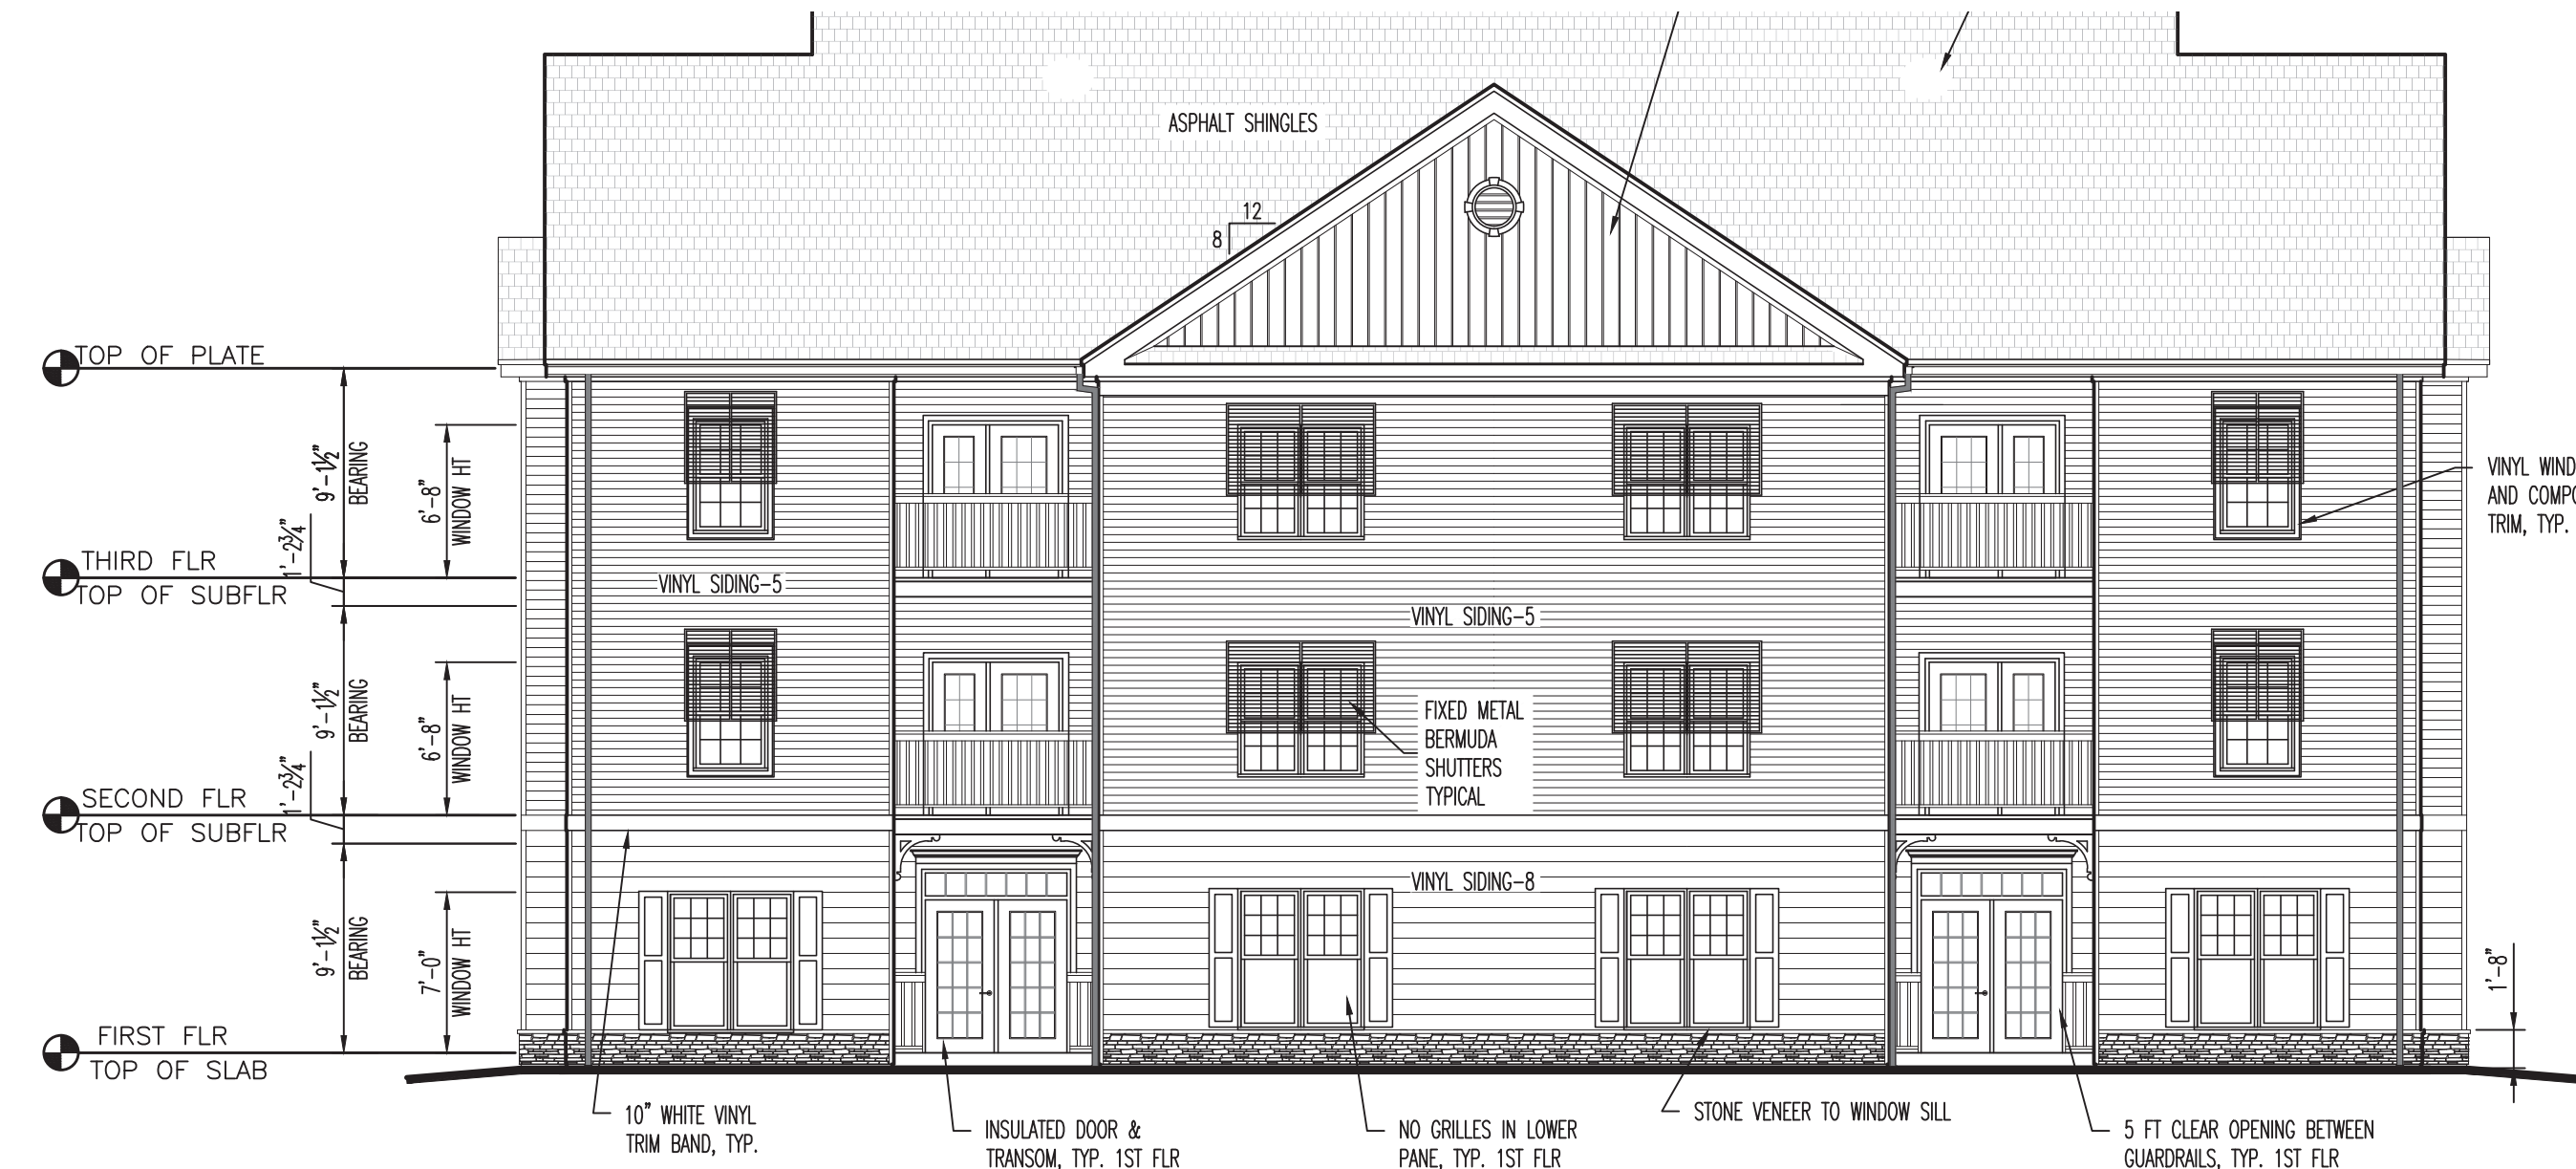 ASPHALT SHINGLES
12
8
TOP OF PLATE
9'-1½"
BEARING
6'-8"
WINDOW HT
1'-2¾"
THIRD FLR
TOP OF SUBFLR
VINYL SIDING-5
VINYL SIDING-5
VINYL WIND
AND COMPO
TRIM, TYP.
9'-1½"
BEARING
6'-8"
WINDOW HT
1'-2¾"
FIXED METAL
BERMUDA
SHUTTERS
TYPICAL
SECOND FLR
TOP OF SUBFLR
VINYL SIDING-8
9'-1½"
BEARING
7'-0"
WINDOW HT
1'-8"
FIRST FLR
TOP OF SLAB
10" WHITE VINYL
TRIM BAND, TYP.
INSULATED DOOR &
TRANSOM, TYP. 1ST FLR
NO GRILLES IN LOWER
PANE, TYP. 1ST FLR
STONE VENEER TO WINDOW SILL
5 FT CLEAR OPENING BETWEEN
GUARDRAILS, TYP. 1ST FLR